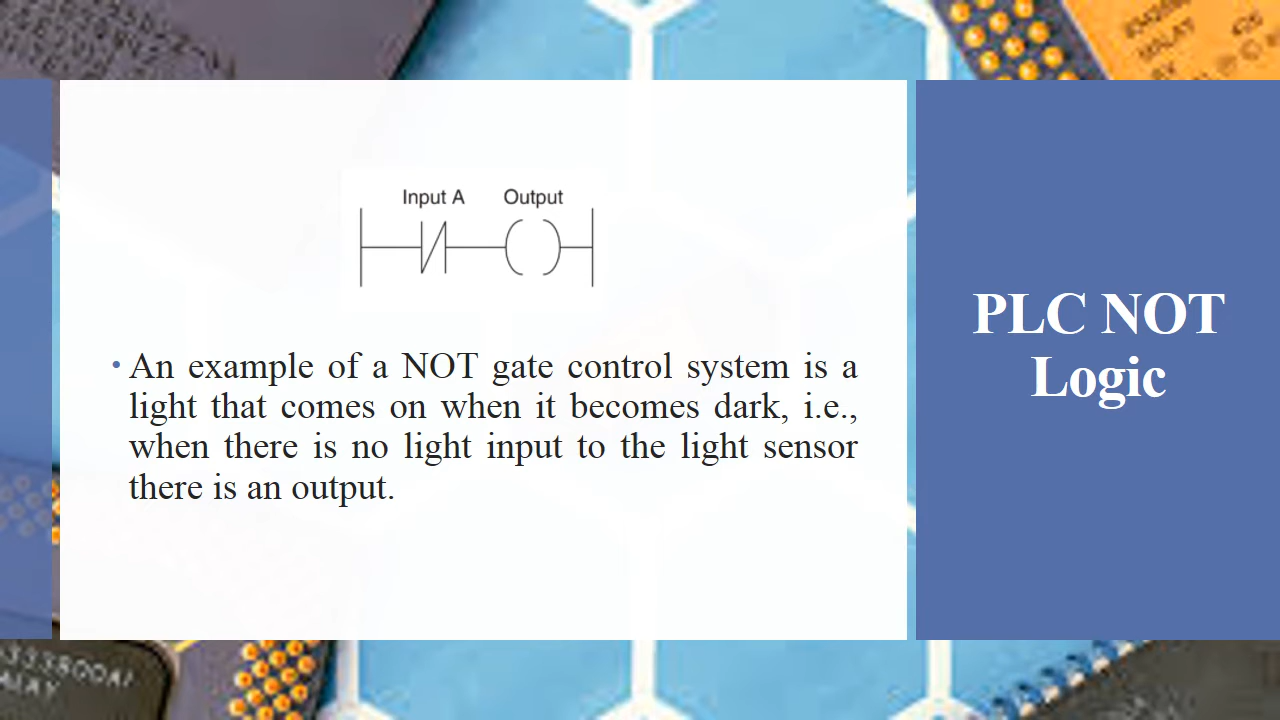 Input A Output
• An example of a NOT gate control system is a
light that comes on when it becomes dark, i.e.,
when there is no light input to the light sensor
there is an output.
PLC NOT
Logic